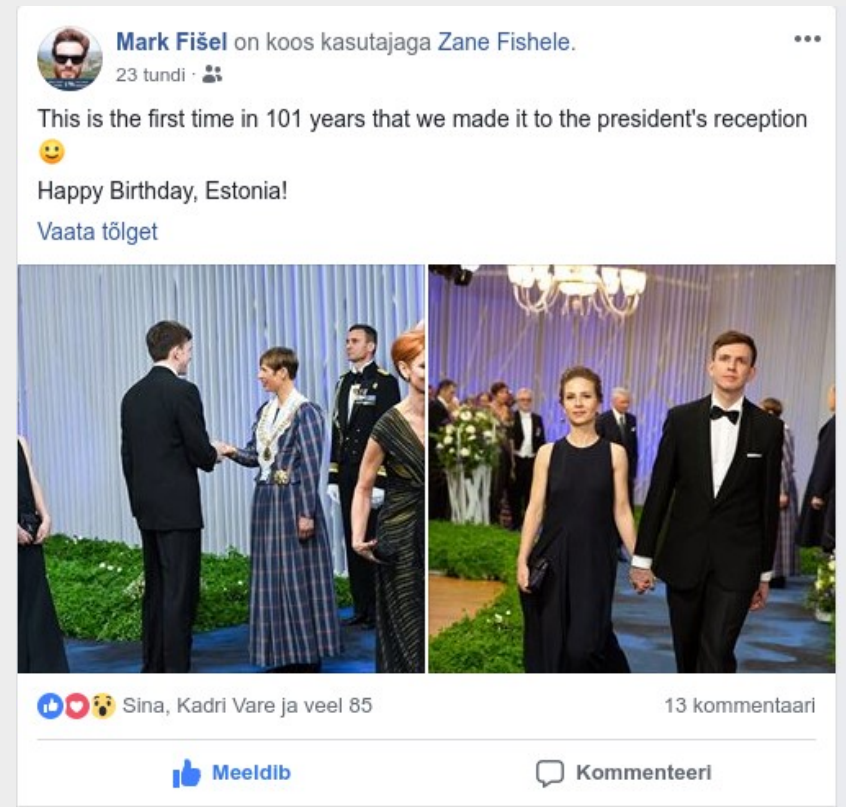 Mark Fišel on koos kasutajaga Zane Fishele.
23 tundi ·
This is the first time in 101 years that we made it to the president's reception
🙂
Happy Birthday, Estonia!
Vaata tõlget
Sina, Kadri Vare ja veel 85
13 kommentaari
Meeldib
Kommenteeri